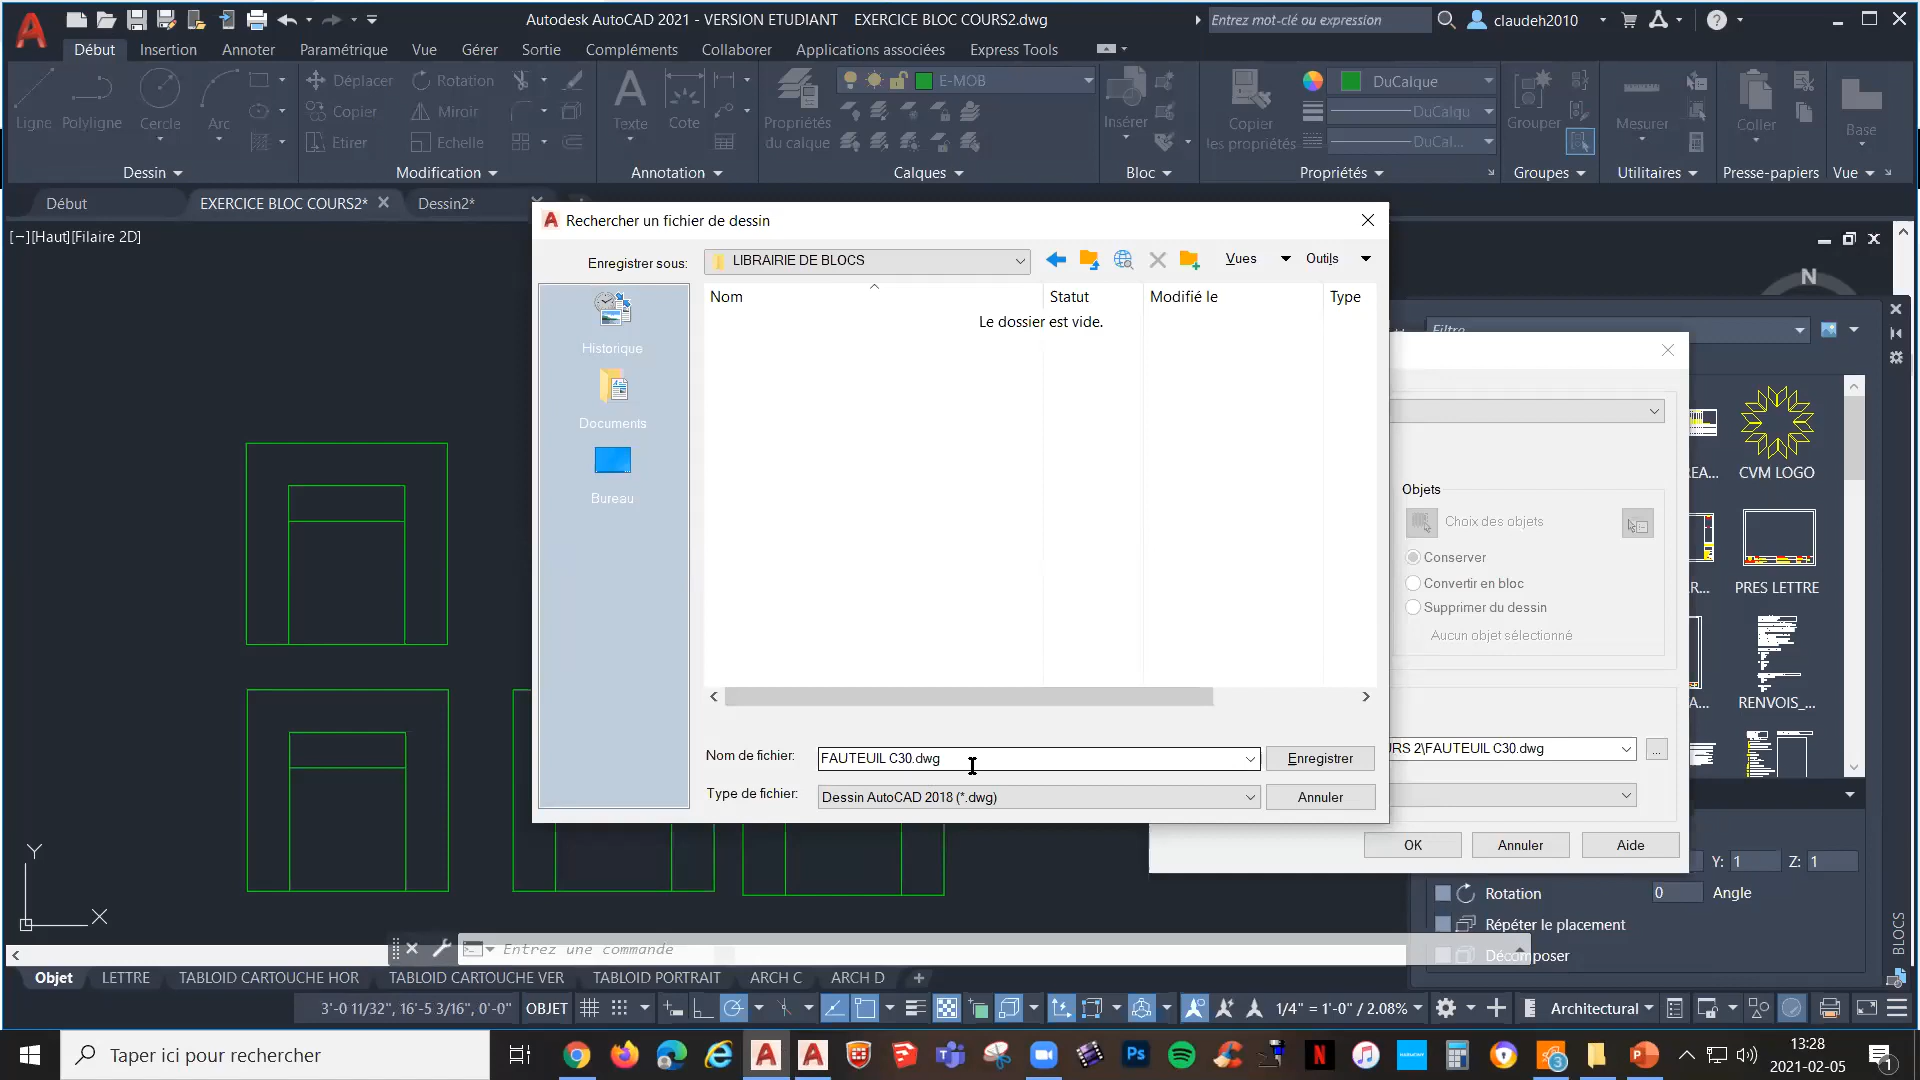 Autodesk AutoCAD 2021 - VERSION ETUDIANT EXERCICE BLOC COURS2.dwg
Entrez mot-clé ou expression
claudeh2010
Début Insertion Annoter Paramétrique Vue Gérer Sortie Compléments Collaborer Applications associées Express Tools
Ligne Polyligne Cercle Arc
Déplacer Rotation
Copier Miroir
Etirer Echelle
Texte Cote
Propriétés du calque
E-MOB
Insérer
Copier les propriétés
DuCalque
DuCalqu
DuCal...
Grouper Mesurer Coller Base
Dessin Modification Annotation Calques Bloc Propriétés Groupes Utilitaires Presse-papiers Vue
Début EXERCICE BLOC COURS2* Dessin2*
[−][Haut][Filaire 2D]
Rechercher un fichier de dessin
Enregistrer sous: LIBRAIRIE DE BLOCS
Vues Outils
Nom Statut Modifié le Type
Le dossier est vide.
Historique
Documents
Bureau
Nom de fichier: FAUTEUIL C30.dwg Enregistrer
Type de fichier: Dessin AutoCAD 2018 (*.dwg) Annuler
N
Filtre...
CVM LOGO
PRES LETTRE
RENVOIS_...
Objets
Choix des objets
Conserver
Convertir en bloc
Supprimer du dessin
Aucun objet sélectionné
URS 2\FAUTEUIL C30.dwg ...
OK Annuler Aide
Y: 1 Z: 1
Rotation 0 Angle
Répéter le placement
Décomposer
BLOCS
Y
X
Entrez une commande
Objet LETTRE TABLOID CARTOUCHE HOR TABLOID CARTOUCHE VER TABLOID PORTRAIT ARCH C ARCH D +
3'-0 11/32", 16'-5 3/16", 0'-0" OBJET 1/4" = 1'-0" / 2.08% Architectural
Taper ici pour rechercher
13:28
2021-02-05